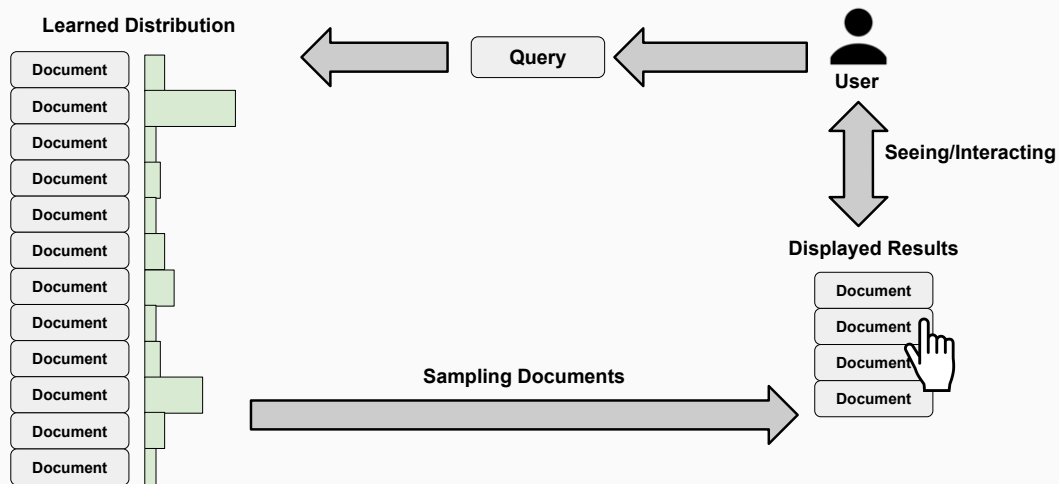 Learned Distribution
Document
Document
Document
Document
Document
Document
Document
Document
Document
Document
Document
Document
Query
User
Seeing/Interacting
Displayed Results
Document
Document
Document
Document
Sampling Documents